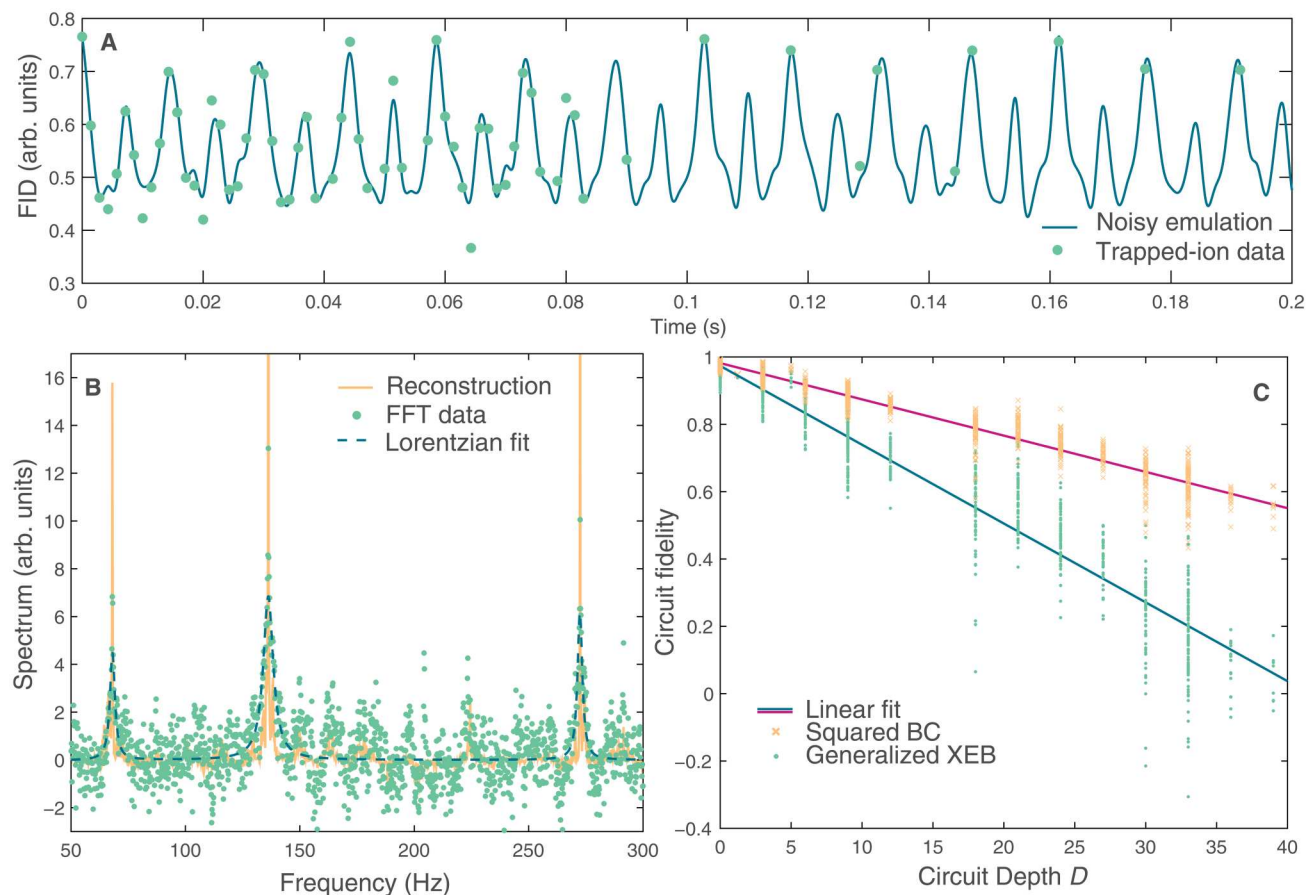 A
FID (arb. units)
0.8
0.7
0.6
0.5
0.4
0.3
Noisy emulation
Trapped-ion data
0 0.02 0.04 0.06 0.08 0.1 0.12 0.14 0.16 0.18 0.2
Time (s)
B
Spectrum (arb. units)
16
14
12
10
8
6
4
2
0
−2
Reconstruction
FFT data
Lorentzian fit
50 100 150 200 250 300
Frequency (Hz)
C
Circuit fidelity
1
0.8
0.6
0.4
0.2
0
−0.2
−0.4
Linear fit
Squared BC
Generalized XEB
0 5 10 15 20 25 30 35 40
Circuit Depth D